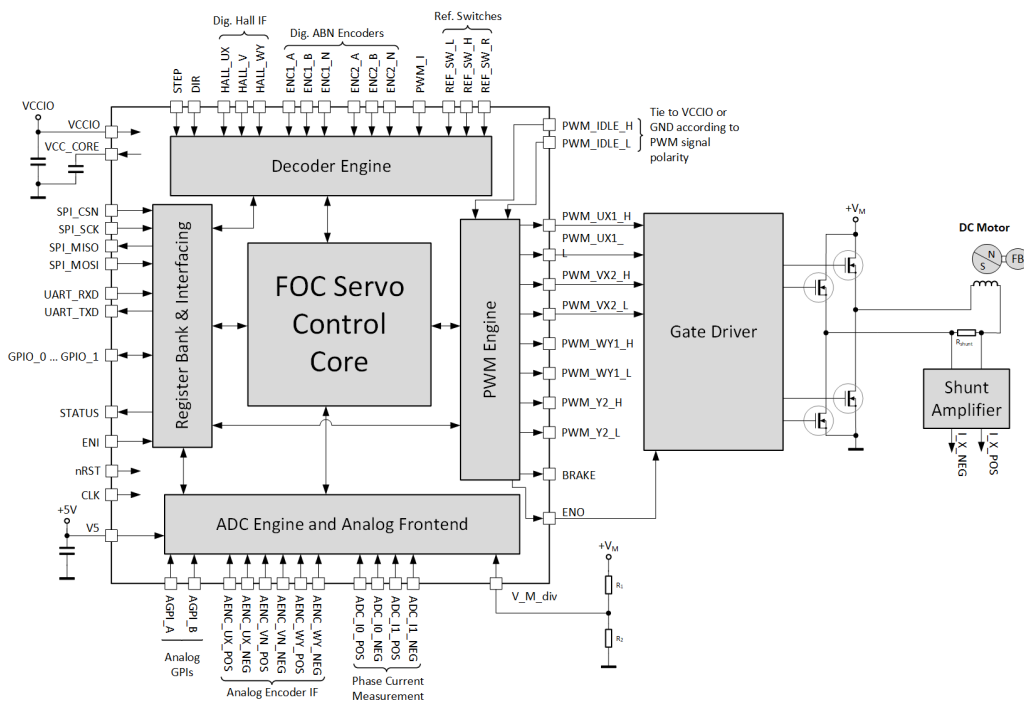 Dig. Hall IF
Dig. ABN Encoders
Ref. Switches
STEP
DIR
HALL_UX
HALL_V
HALL_WY
ENC1_A
ENC1_B
ENC1_N
ENC2_A
ENC2_B
ENC2_N
PWM_I
REF_SW_L
REF_SW_H
REF_SW_R
VCCIO
VCCIO
VCC_CORE
Decoder Engine
PWM_IDLE_H
PWM_IDLE_L
Tie to VCCIO or
GND according to
PWM signal
polarity
SPI_CSN
SPI_SCK
SPI_MISO
SPI_MOSI
UART_RXD
UART_TXD
GPIO_0 ... GPIO_1
STATUS
ENI
nRST
CLK
+5V
V5
Register Bank & Interfacing
FOC Servo
Control
Core
PWM Engine
PWM_UX1_H
PWM_UX1_
L
PWM_VX2_H
PWM_VX2_L
PWM_WY1_H
PWM_WY1_L
PWM_Y2_H
PWM_Y2_L
BRAKE
ENO
Gate Driver
+VM
DC Motor
N
S
FB
Rshunt
Shunt
Amplifier
I_X_NEG
I_X_POS
ADC Engine and Analog Frontend
+VM
R1
R2
V_M_div
AGPI_A
AGPI_B
AENC_UX_POS
AENC_UX_NEG
AENC_VN_POS
AENC_VN_NEG
AENC_WY_POS
AENC_WY_NEG
ADC_I0_POS
ADC_I0_NEG
ADC_I1_POS
ADC_I1_NEG
Analog
GPIs
Analog Encoder IF
Phase Current
Measurement